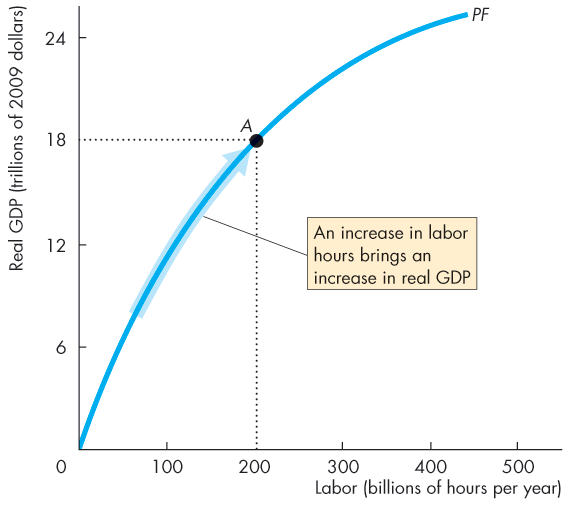 Real GDP (trillions of 2009 dollars)
PF
24
A
18
An increase in labor
hours brings an
increase in real GDP
12
6
0
100
200
300
400
500
Labor (billions of hours per year)